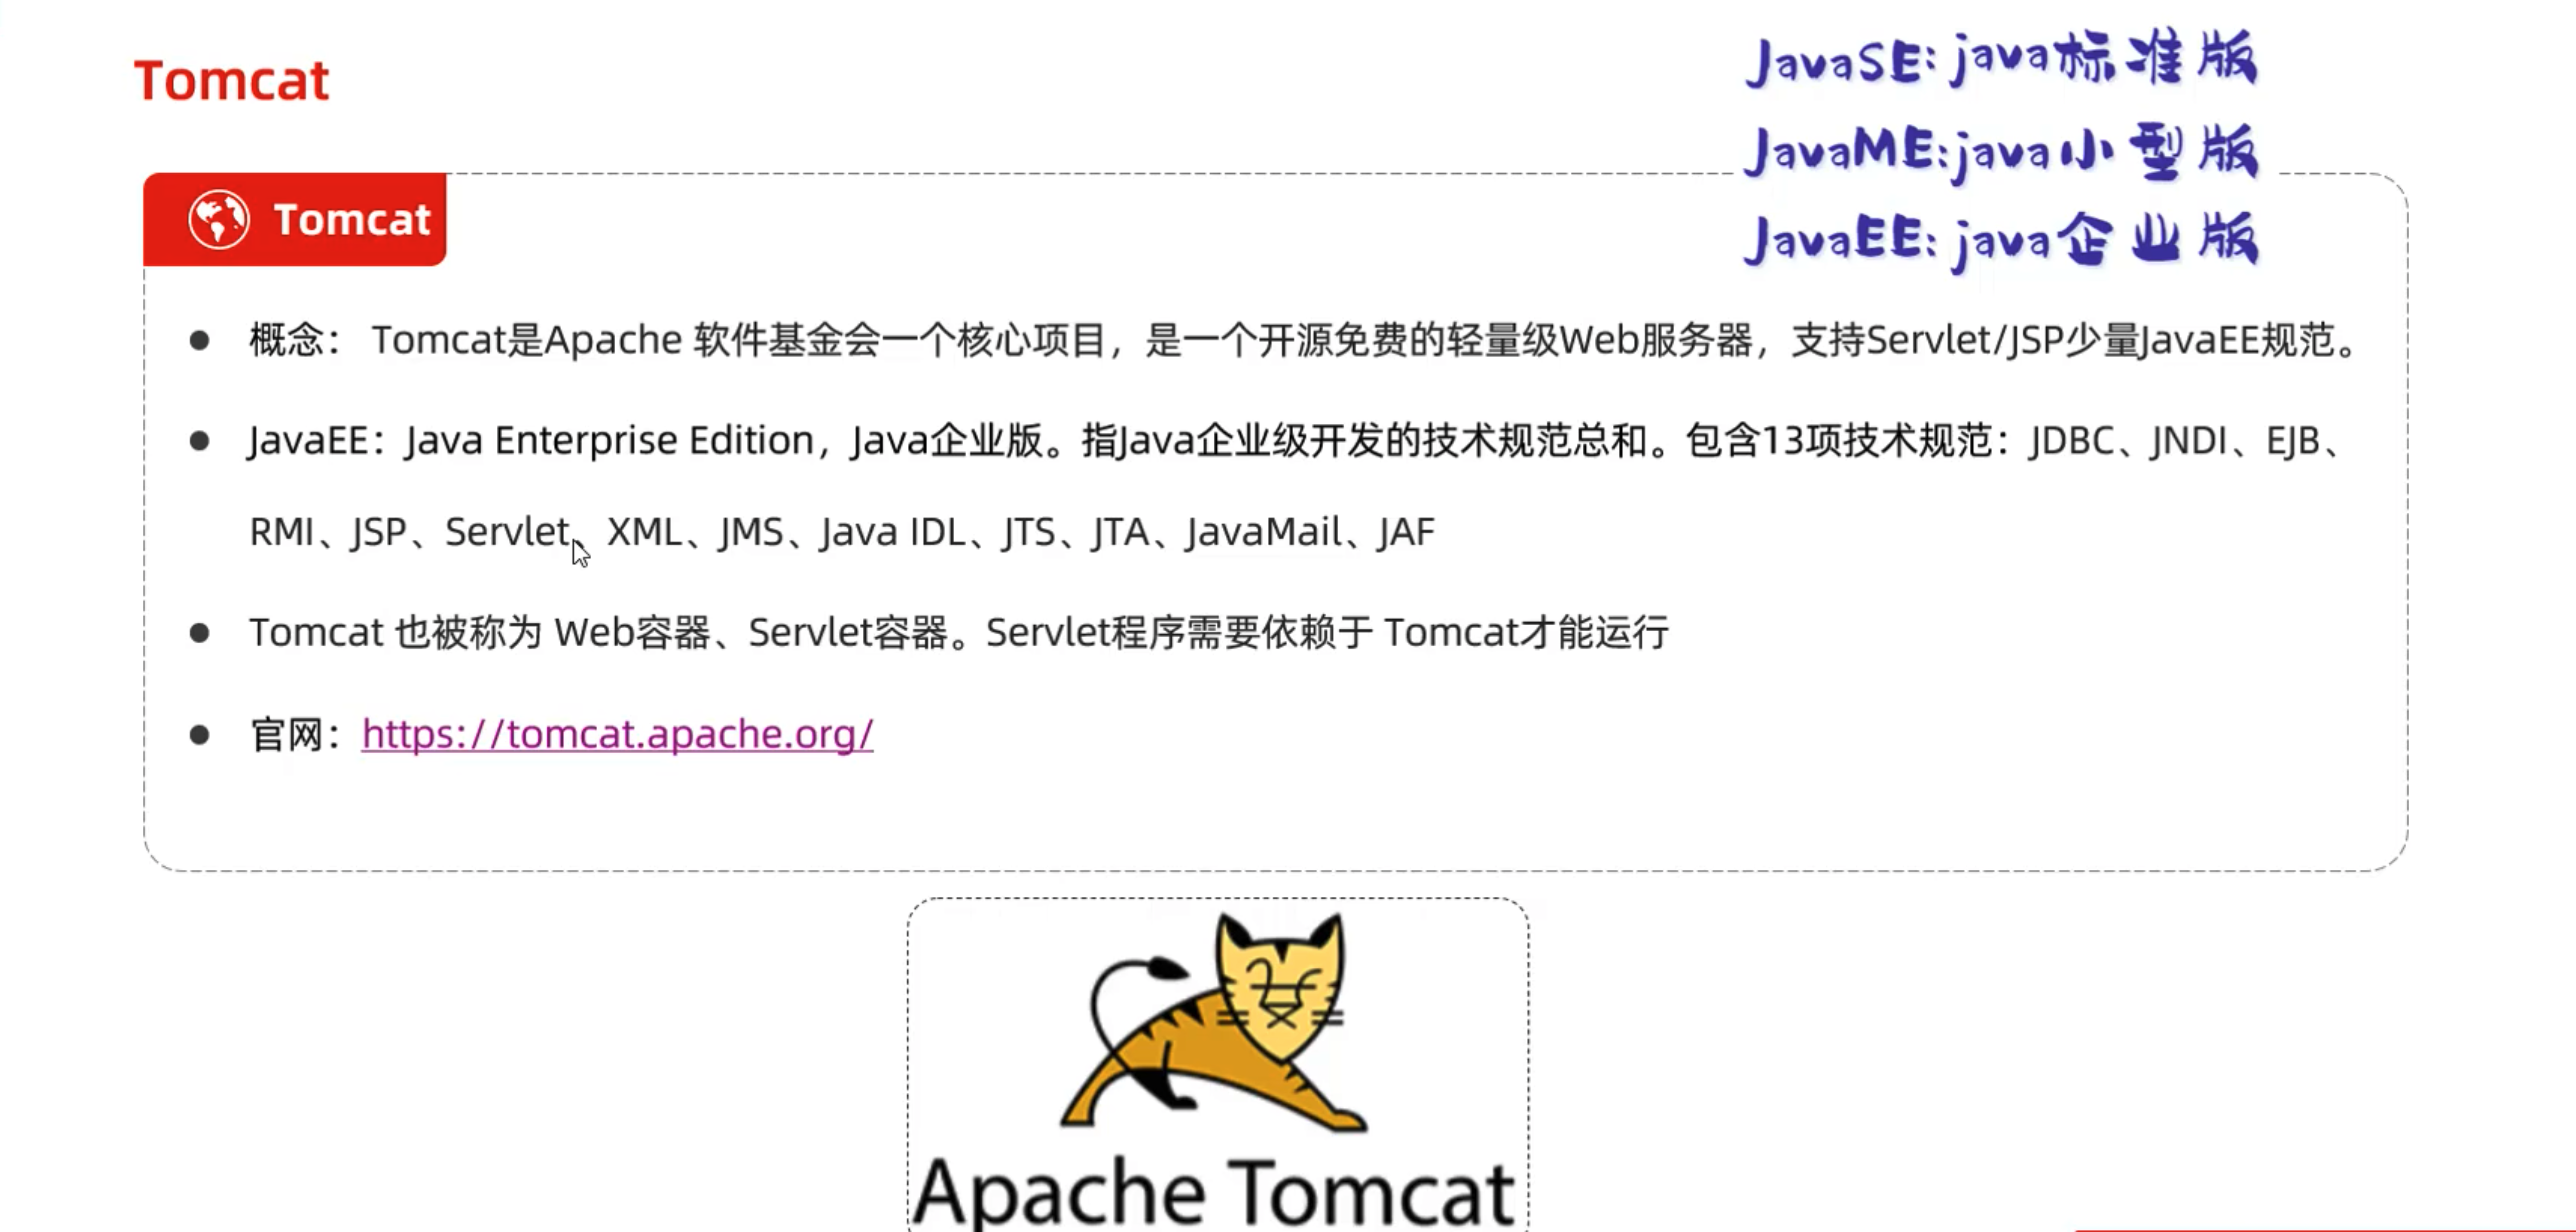 Tomcat
JavaSE: java标准版
JavaME:java小型版
JavaEE: java企业版
Tomcat
概念： Tomcat是Apache 软件基金会一个核心项目，是一个开源免费的轻量级Web服务器，支持Servlet/JSP少量JavaEE规范。
JavaEE：Java Enterprise Edition，Java企业版。指Java企业级开发的技术规范总和。包含13项技术规范：JDBC、JNDI、EJB、
RMI、JSP、Servlet、XML、JMS、Java IDL、JTS、JTA、JavaMail、JAF
Tomcat 也被称为 Web容器、Servlet容器。Servlet程序需要依赖于 Tomcat才能运行
官网：https://tomcat.apache.org/
Apache Tomcat